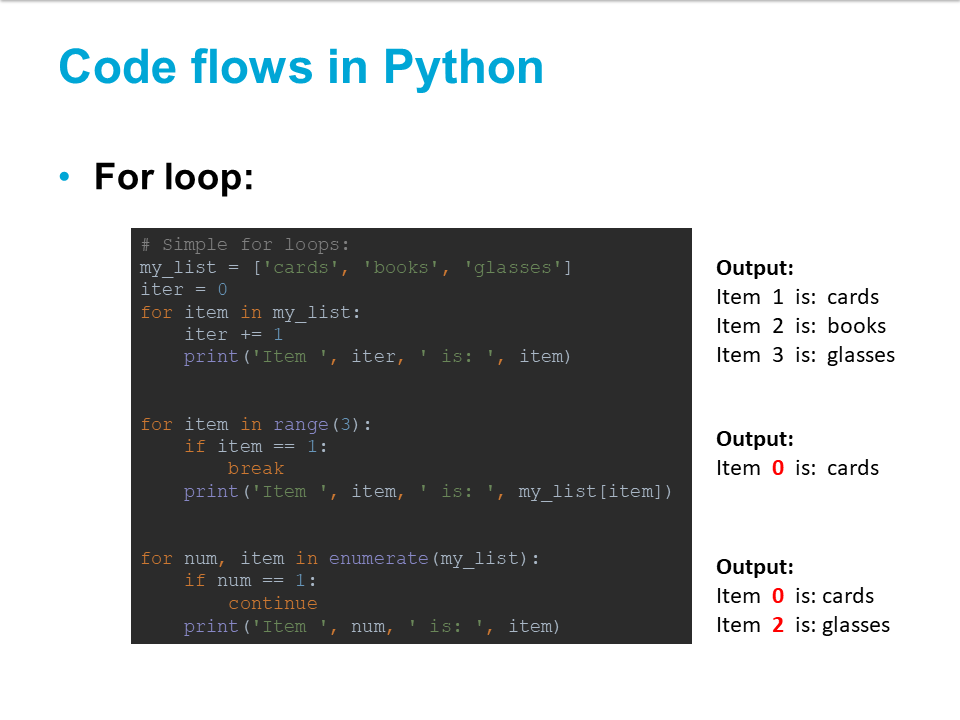 Code flows in Python
• For loop:
# Simple for loops:
my_list = ['cards', 'books', 'glasses']
iter = 0
for item in my_list:
    iter += 1
    print('Item ', iter, ' is: ', item)
for item in range(3):
    if item == 1:
        break
    print('Item ', item, ' is: ', my_list[item])
for num, item in enumerate(my_list):
    if num == 1:
        continue
    print('Item ', num, ' is: ', item)
Output:
Item  1  is:  cards
Item  2  is:  books
Item  3  is:  glasses
Output:
Item  0  is:  cards
Output:
Item  0  is: cards
Item  2  is: glasses